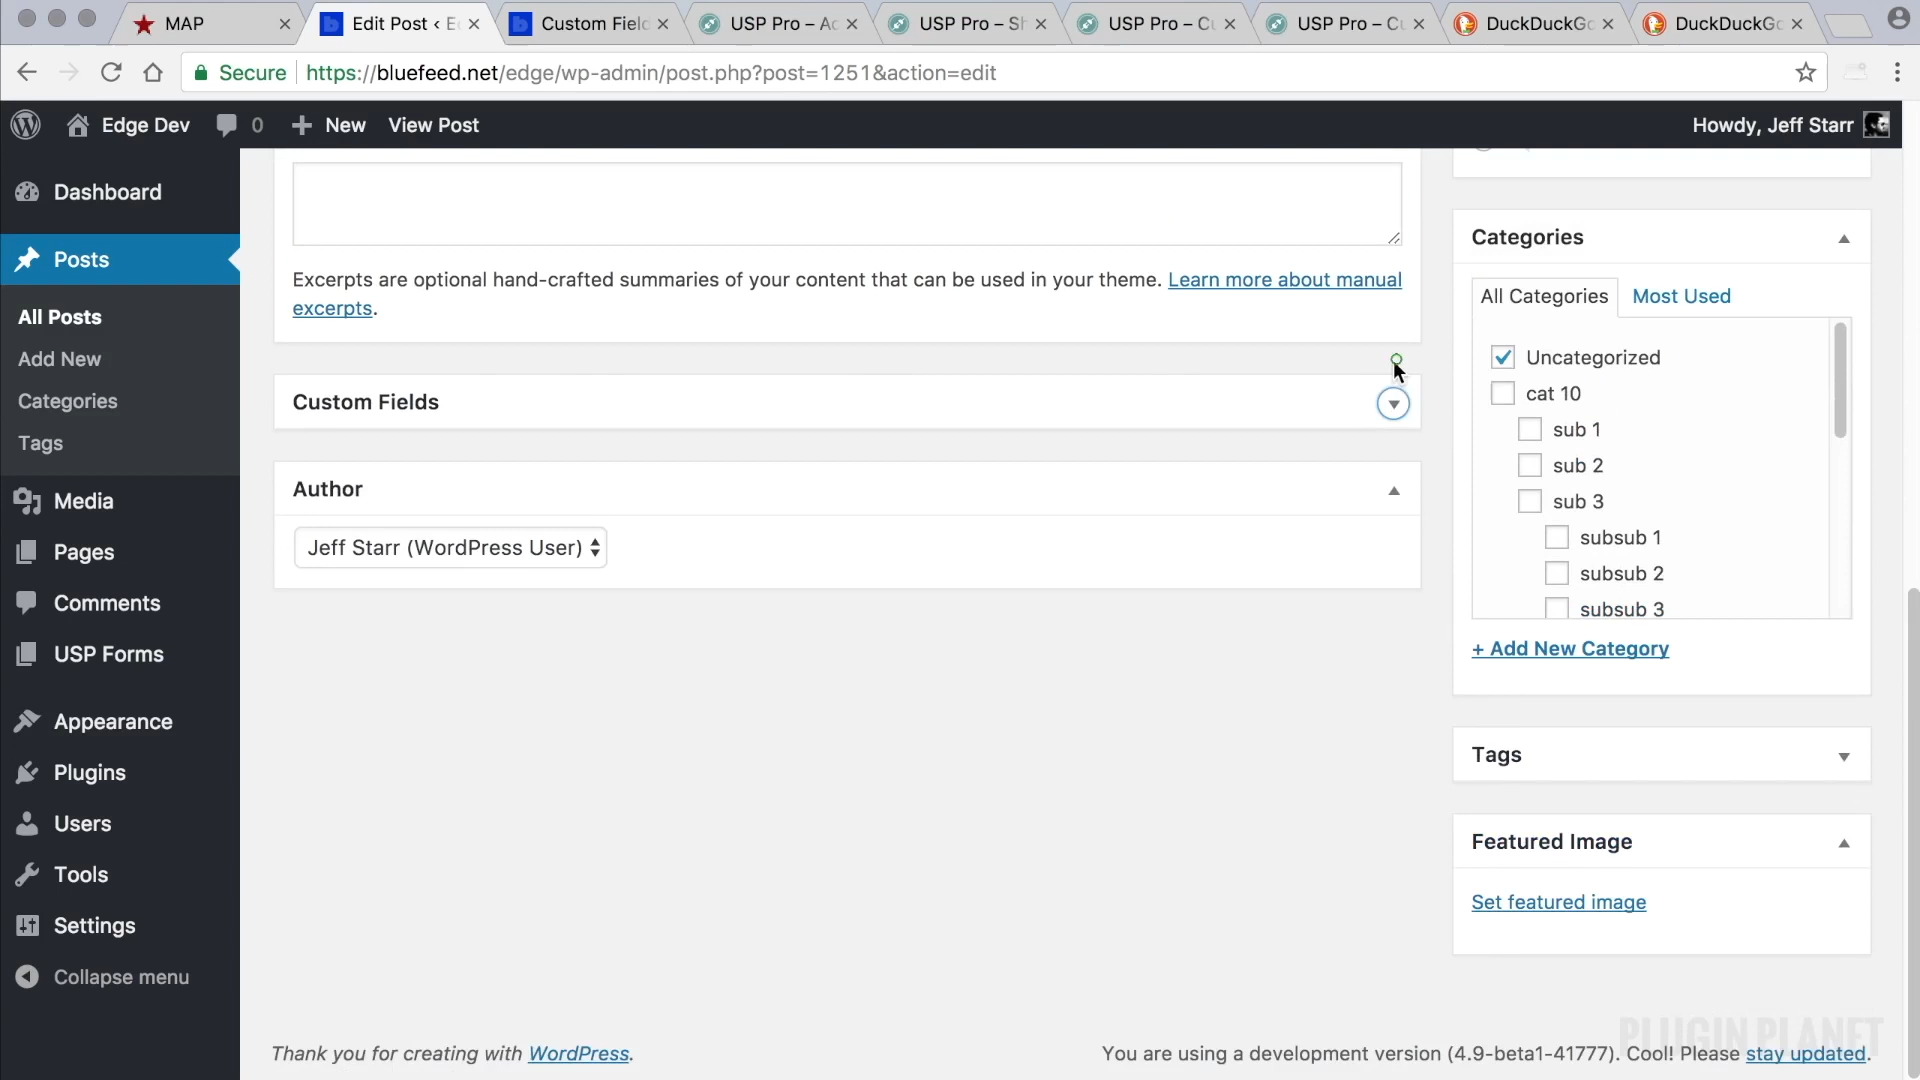 MAP
Edit Post ‹ E
Custom Field
USP Pro – Ac
USP Pro – Sh
USP Pro – Cu
USP Pro – Cu
DuckDuckGo
DuckDuckGo
Secure
https://bluefeed.net/edge/wp-admin/post.php?post=1251&action=edit
Edge Dev
0
New
View Post
Howdy, Jeff Starr
Dashboard
Posts
All Posts
Add New
Categories
Tags
Media
Pages
Comments
USP Forms
Appearance
Plugins
Users
Tools
Settings
Collapse menu
Excerpts are optional hand-crafted summaries of your content that can be used in your theme. Learn more about manual
excerpts.
Custom Fields
Author
Jeff Starr (WordPress User)
Categories
All Categories
Most Used
Uncategorized
cat 10
sub 1
sub 2
sub 3
subsub 1
subsub 2
subsub 3
+ Add New Category
Tags
Featured Image
Set featured image
PLUGIN PLANET
Thank you for creating with WordPress.
You are using a development version (4.9-beta1-41777). Cool! Please stay updated.